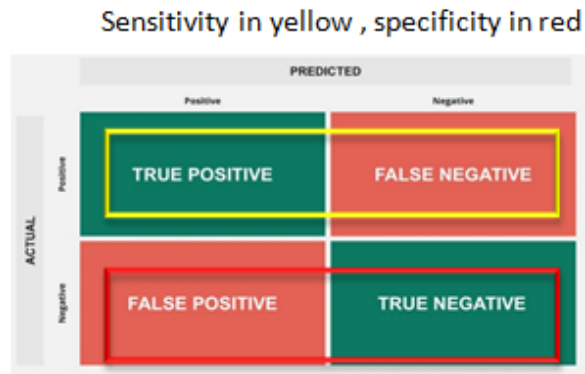 Sensitivity in yellow , specificity in red
PREDICTED
Positive Negative
ACTUAL
Positive
TRUE POSITIVE FALSE NEGATIVE
Negative
FALSE POSITIVE TRUE NEGATIVE